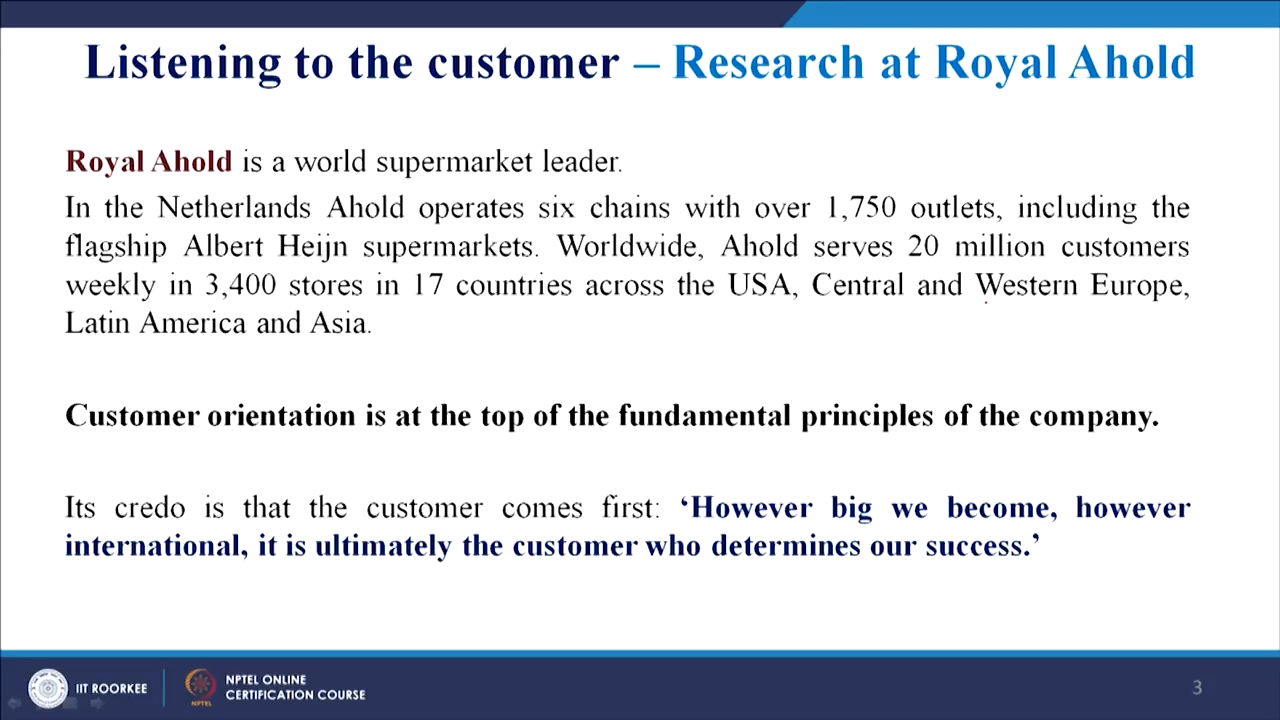 Listening to the customer – Research at Royal Ahold
Royal Ahold is a world supermarket leader.
In the Netherlands Ahold operates six chains with over 1,750 outlets, including the
flagship Albert Heijn supermarkets. Worldwide, Ahold serves 20 million customers
weekly in 3,400 stores in 17 countries across the USA, Central and Western Europe,
Latin America and Asia.
Customer orientation is at the top of the fundamental principles of the company.
Its credo is that the customer comes first: ‘However big we become, however
international, it is ultimately the customer who determines our success.’
IIT ROORKEE
NPTEL
NPTEL ONLINE
CERTIFICATION COURSE
3